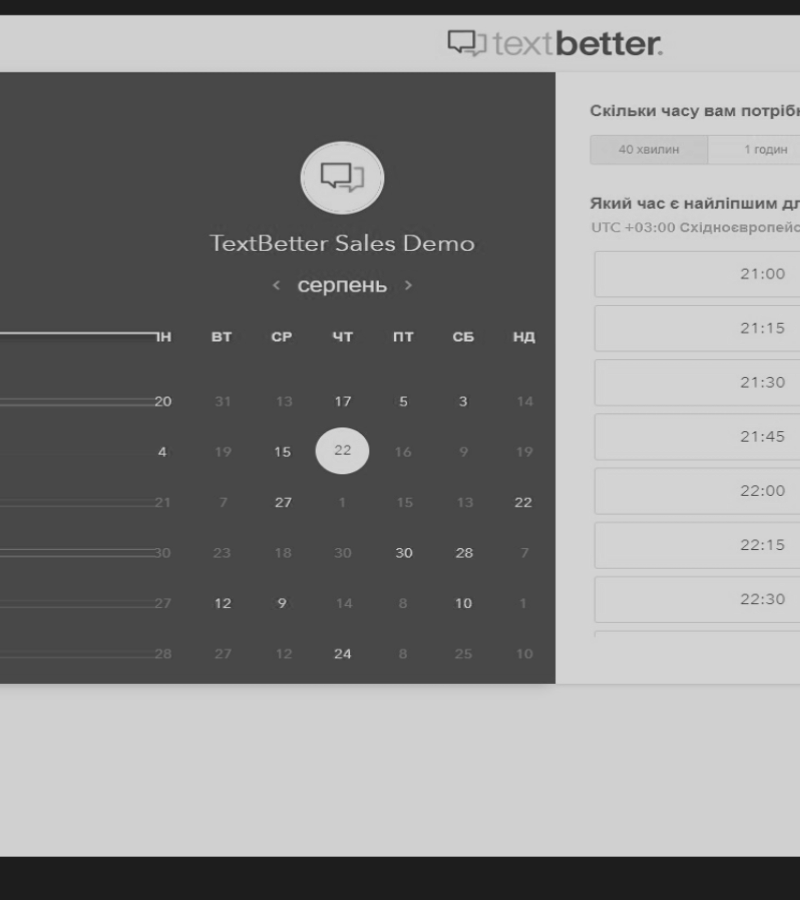 textbetter.
TextBetter Sales Demo
< серпень >
ПН ВТ СР ЧТ ПТ СБ НД
20 31 13 17 5 3 14
4 19 15 22 16 9 19
21 7 27 1 15 13 22
30 23 18 30 30 28 7
27 12 9 14 8 10 1
28 27 12 24 8 25 10
Скільки часу вам потрібн
40 хвилин 1 годин
Який час є найліпшим дл
UTC +03:00 Східноєвропейс
21:00
21:15
21:30
21:45
22:00
22:15
22:30